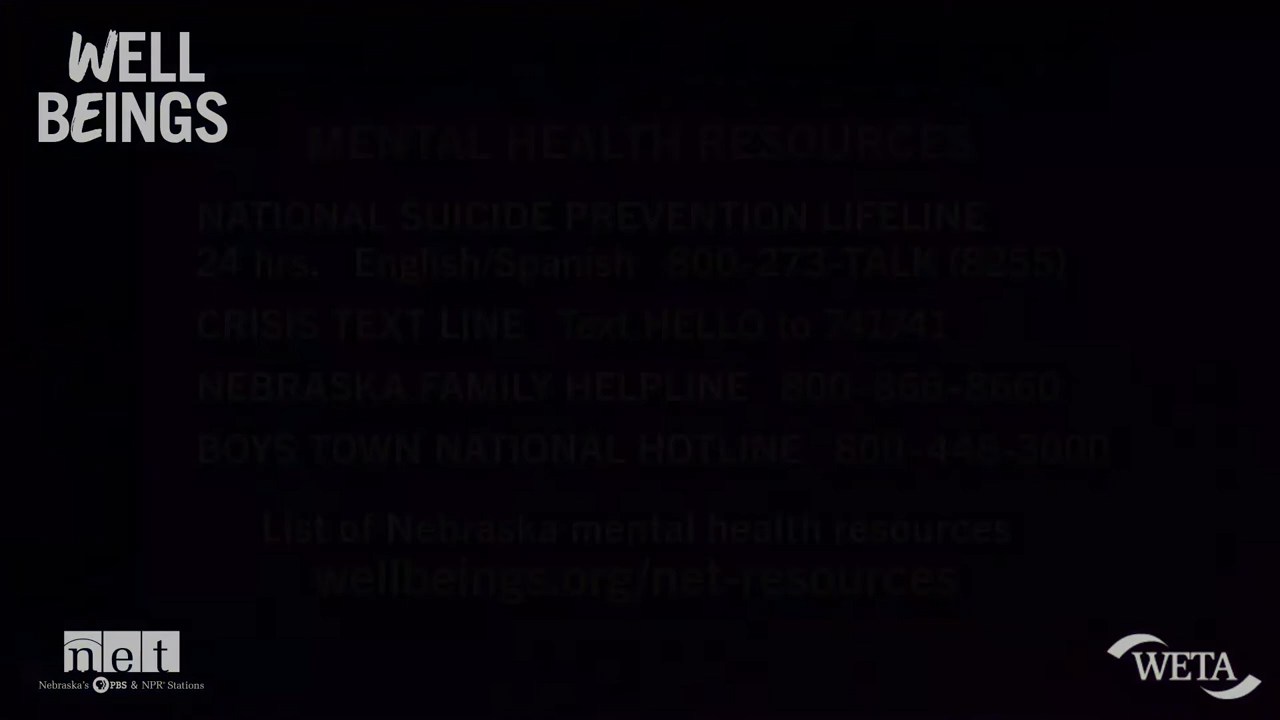 WELL
BEINGS
MENTAL HEALTH RESOURCES
NATIONAL SUICIDE PREVENTION LIFELINE
24 hrs. English/Spanish 800-273-TALK (8255)
CRISIS TEXT LINE Text HELLO to 741741
NEBRASKA FAMILY HELPLINE 800-868-8660
BOYS TOWN NATIONAL HOTLINE 800-448-3000
List of Nebraska mental health resources
wellbeings.org/net-resources
net
Nebraska's PBS & NPR Stations
WETA